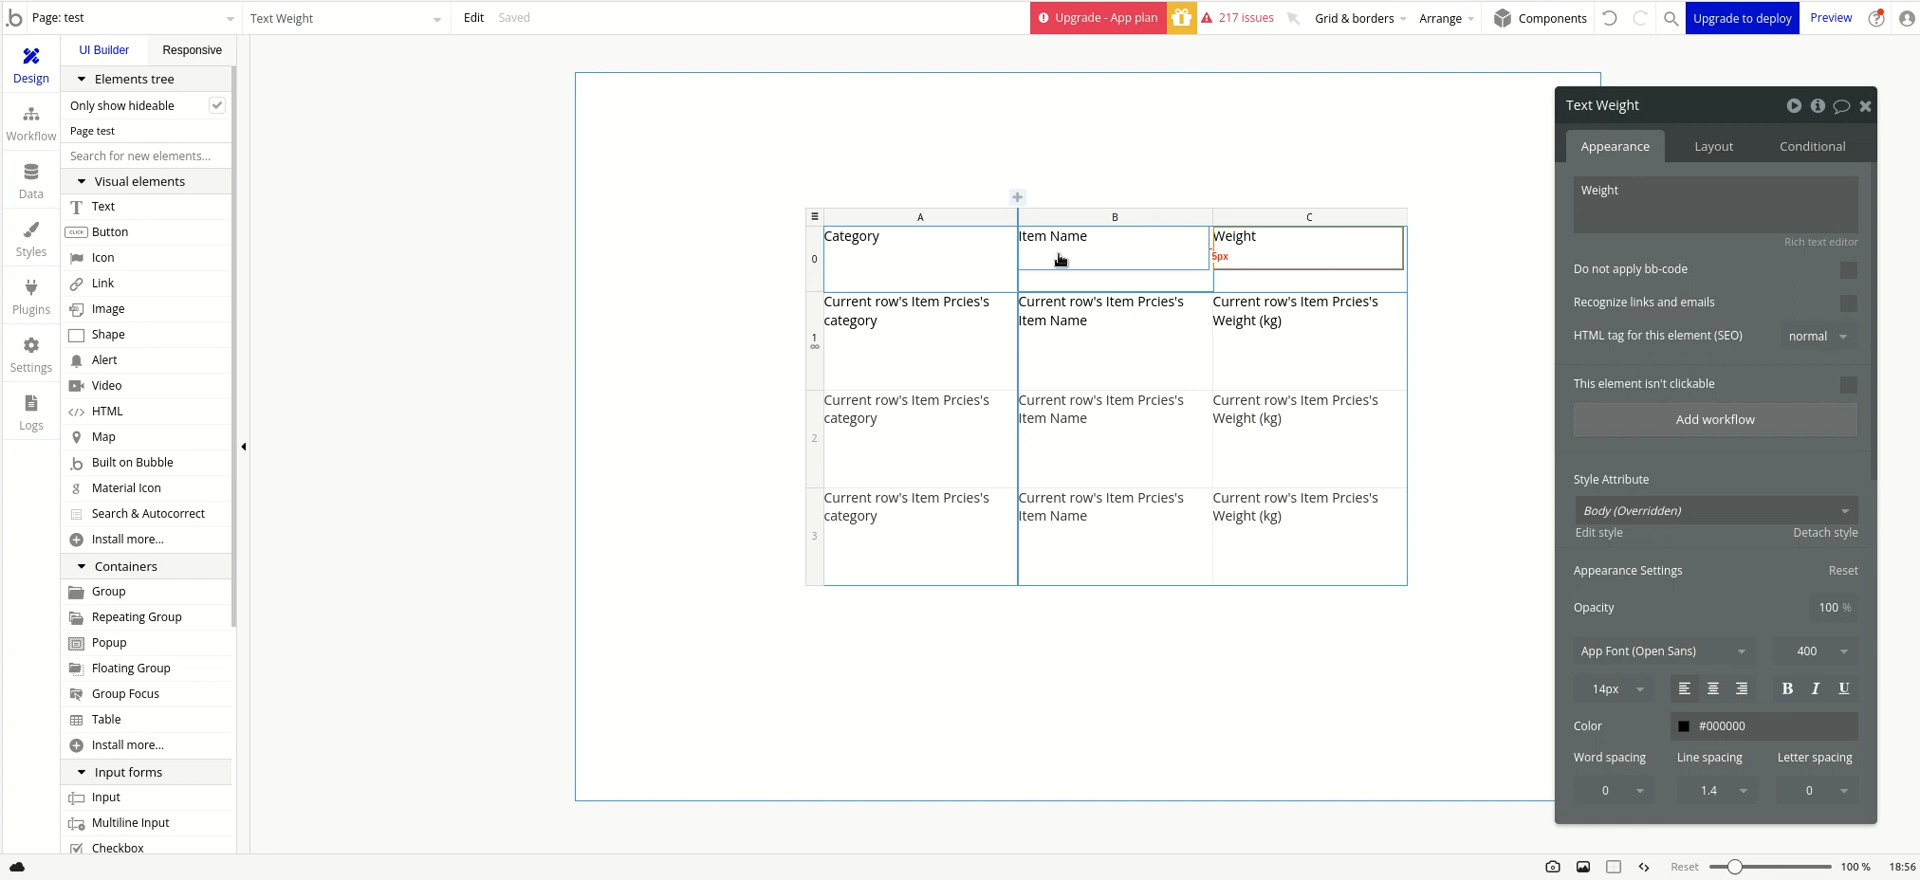 Page: test
Text Weight
Edit
Saved
Upgrade - App plan
217 issues
Grid & borders
Arrange
Components
Upgrade to deploy
Preview
UI Builder
Responsive
Design
Workflow
Data
Styles
Plugins
Settings
Logs
Elements tree
Only show hideable
Page test
Search for new elements...
Visual elements
Text
CLICK Button
Icon
Link
Image
Shape
Alert
Video
HTML
Map
Built on Bubble
Material Icon
Search & Autocorrect
Install more...
Containers
Group
Repeating Group
Popup
Floating Group
Group Focus
Table
Install more...
Input forms
Input
Multiline Input
Checkbox
A
B
C
0
Category
Item Name
Weight
5px
1
Current row's Item Prcies's
category
Current row's Item Prcies's
Item Name
Current row's Item Prcies's
Weight (kg)
2
Current row's Item Prcies's
category
Current row's Item Prcies's
Item Name
Current row's Item Prcies's
Weight (kg)
3
Current row's Item Prcies's
category
Current row's Item Prcies's
Item Name
Current row's Item Prcies's
Weight (kg)
Text Weight
Appearance
Layout
Conditional
Weight
Rich text editor
Do not apply bb-code
Recognize links and emails
HTML tag for this element (SEO)
normal
This element isn't clickable
Add workflow
Style Attribute
Body (Overridden)
Edit style
Detach style
Appearance Settings
Reset
Opacity
100 %
App Font (Open Sans)
400
14px
B
I
U
Color
#000000
Word spacing
Line spacing
Letter spacing
0
1.4
0
Reset
100 %
18:56